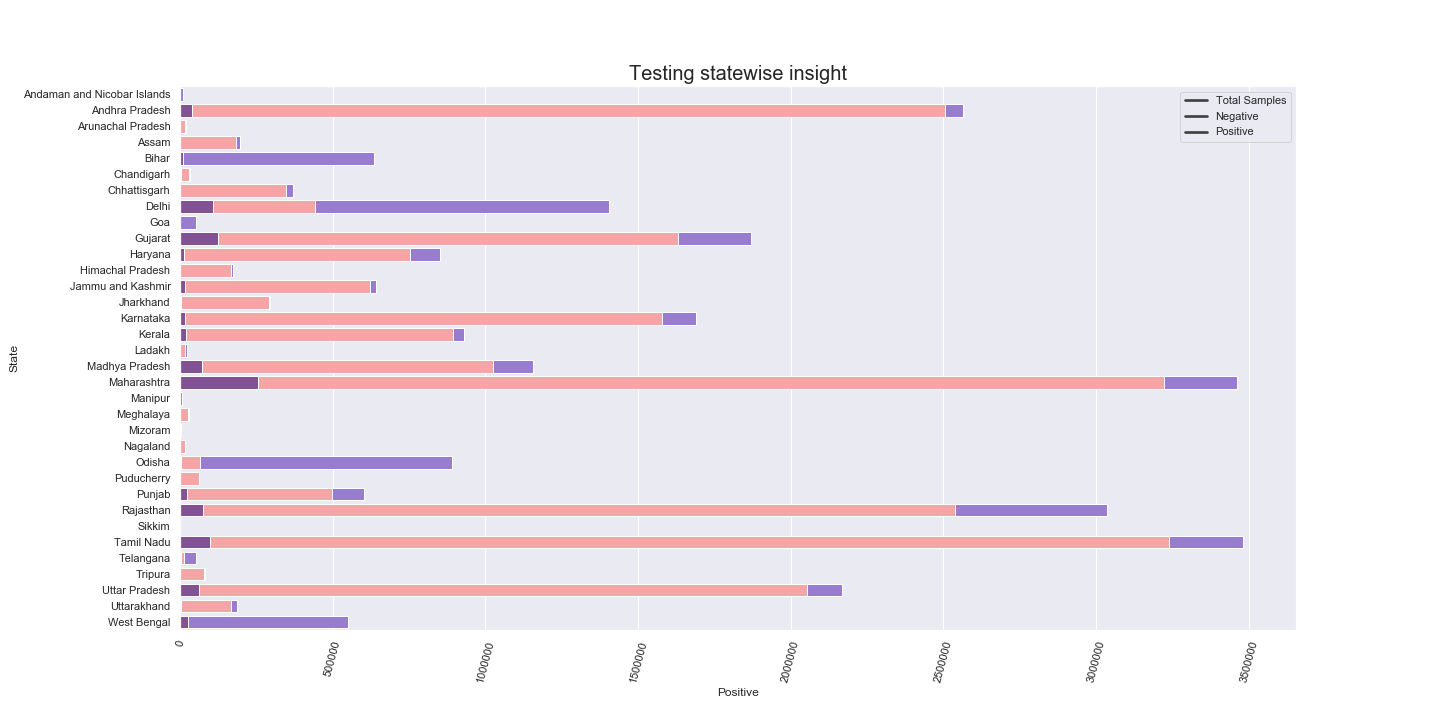 Testing statewise insight
Total Samples
Negative
Positive
State
Andaman and Nicobar Islands
Andhra Pradesh
Arunachal Pradesh
Assam
Bihar
Chandigarh
Chhattisgarh
Delhi
Goa
Gujarat
Haryana
Himachal Pradesh
Jammu and Kashmir
Jharkhand
Karnataka
Kerala
Ladakh
Madhya Pradesh
Maharashtra
Manipur
Meghalaya
Mizoram
Nagaland
Odisha
Puducherry
Punjab
Rajasthan
Sikkim
Tamil Nadu
Telangana
Tripura
Uttar Pradesh
Uttarakhand
West Bengal
0
500000
1000000
1500000
2000000
2500000
3000000
3500000
Positive